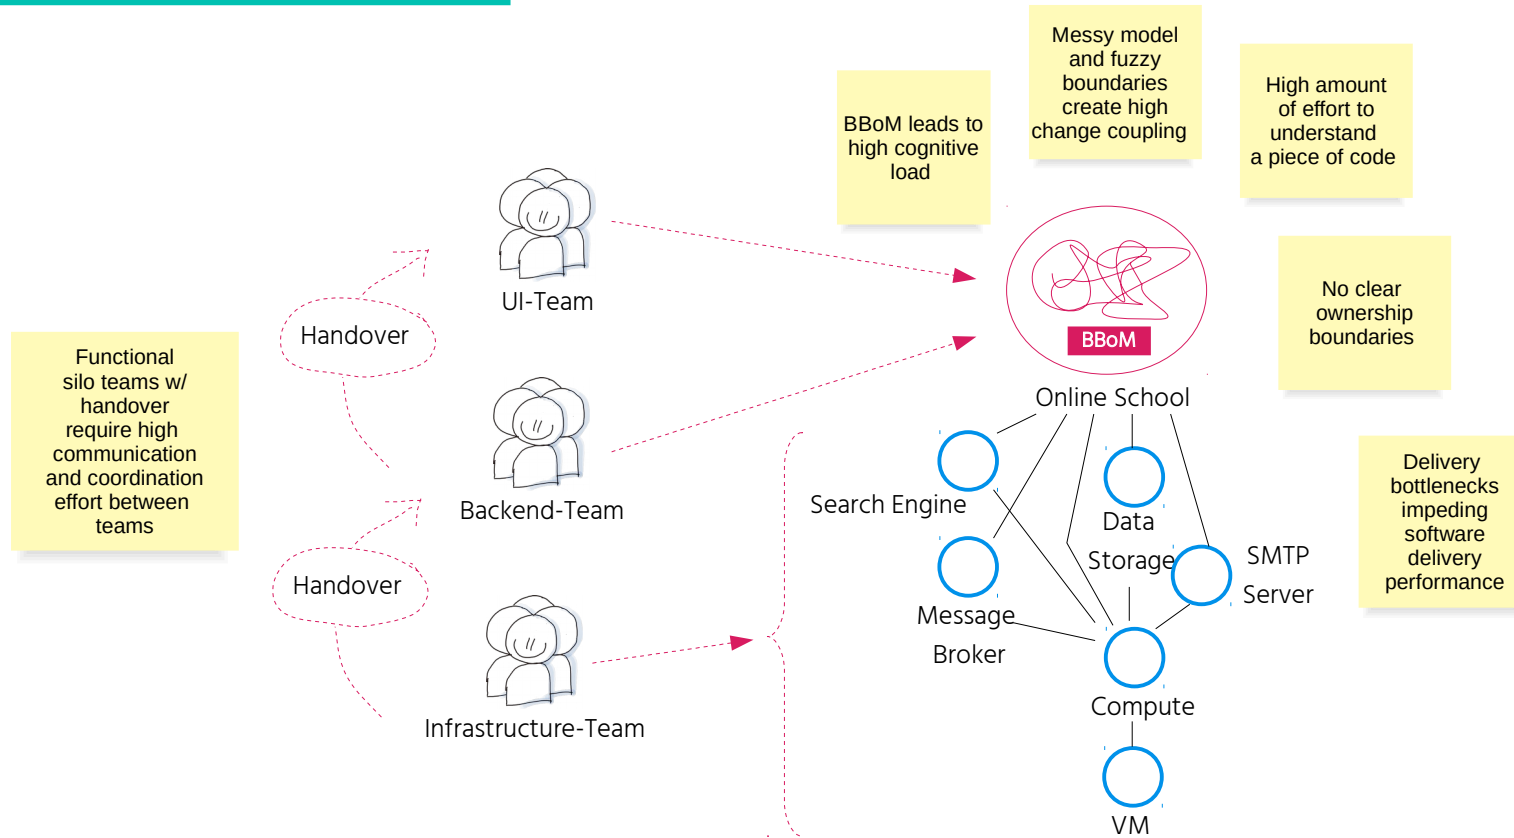 Messy model
and fuzzy
boundaries
create high
change coupling
High amount
of effort to
understand
a piece of code
BBoM leads to
high cognitive
load
UI-Team
Handover
No clear
ownership
boundaries
BBoM
Functional
silo teams w/
handover
require high
communication
and coordination
effort between
teams
Online School
Backend-Team
Search Engine
Data
Storage
Delivery
bottlenecks
impeding
software
delivery
performance
SMTP
Server
Handover
Message
Broker
Infrastructure-Team
Compute
VM